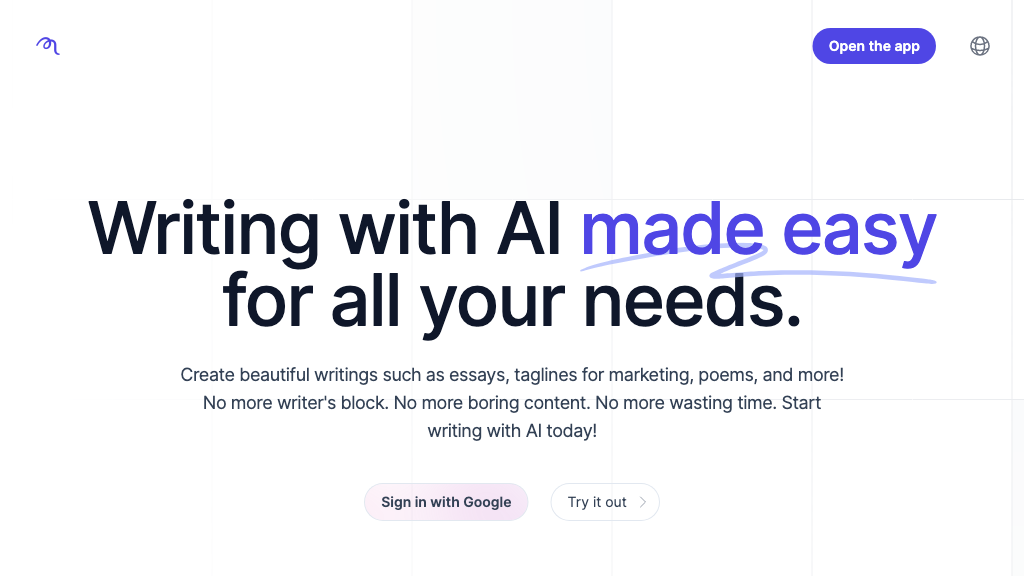 Open the app
Writing with AI made easy
for all your needs.
Create beautiful writings such as essays, taglines for marketing, poems, and more!
No more writer's block. No more boring content. No more wasting time. Start
writing with AI today!
Sign in with Google
Try it out